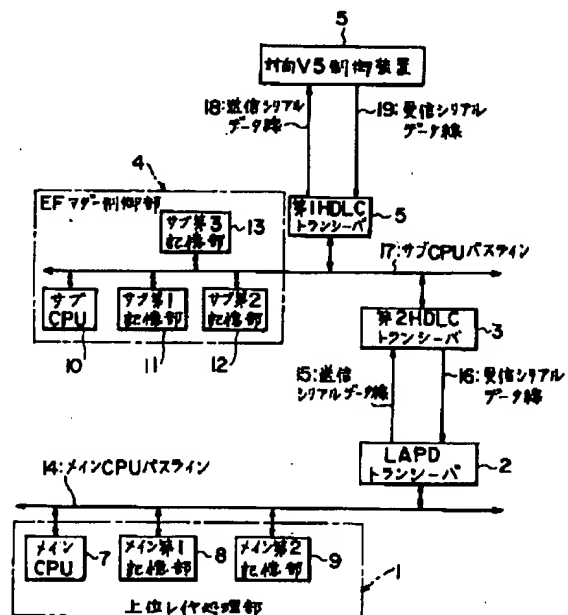 5
対向V5制御装置
18:送信シリアル
データ線
19:受信シリアル
データ線
4
EFアダー制御部
サブ第3
記憶部
13
第1HDLC
トランシーバ
5
17:サブCPUバスライン
サブ
CPU
サブ第1
記憶部
サブ第2
記憶部
10
11
12
第2HDLC
トランシーバ
3
15:送信
シリアルデータ線
16:受信シリアル
データ線
LAPD
トランシーバ
2
14:メインCPUバスライン
メイン
CPU
7
メイン第1
記憶部
8
メイン第2
記憶部
9
1
上位レイヤ処理部